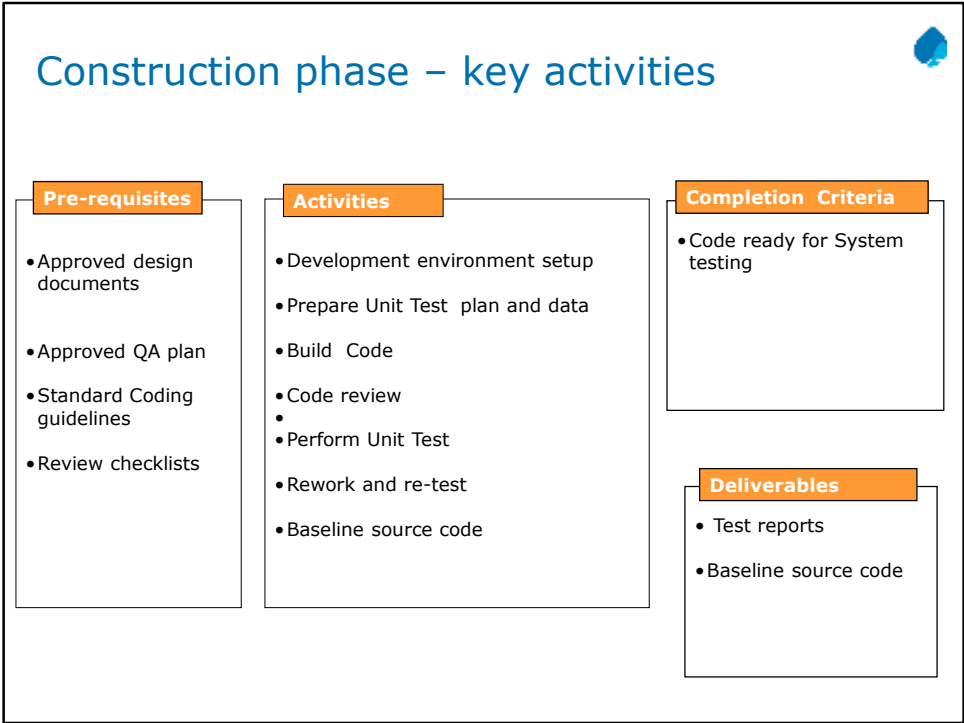 Construction phase – key activities
Pre-requisites
•Approved design
documents
•Approved QA plan
•Standard Coding
guidelines
•Review checklists
Activities
•Development environment setup
•Prepare Unit Test  plan and data
•Build  Code
•Code review
•
•Perform Unit Test
•Rework and re-test
•Baseline source code
Completion  Criteria
•Code ready for System
testing
Deliverables
• Test reports
•Baseline source code